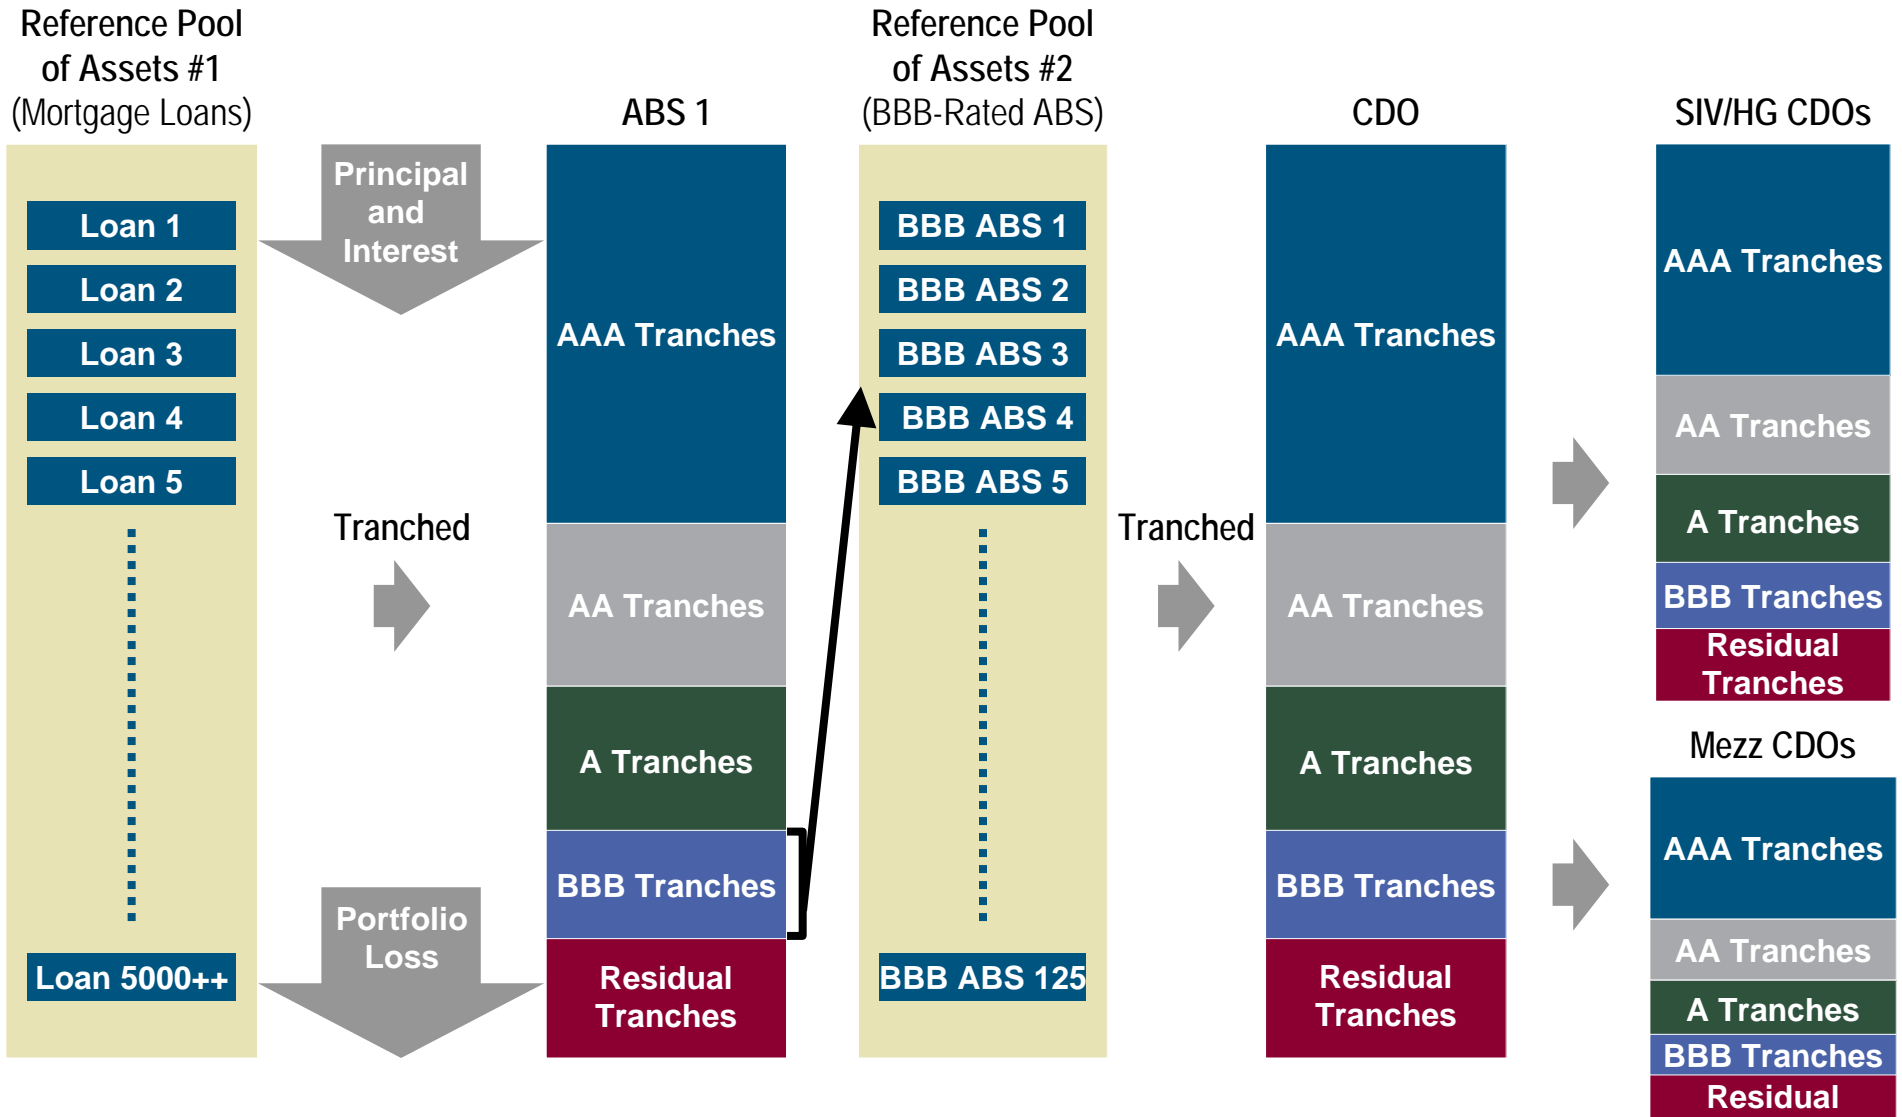 Reference Pool
of Assets #1
(Mortgage Loans)
Loan 1
Loan 2
Loan 3
Loan 4
Loan 5
Loan 5000++
Principal
and
Interest
Tranched
Portfolio
Loss
ABS 1
AAA Tranches
AA Tranches
A Tranches
BBB Tranches
Residual
Tranches
Reference Pool
of Assets #2
(BBB-Rated ABS)
BBB ABS 1
BBB ABS 2
BBB ABS 3
BBB ABS 4
BBB ABS 5
BBB ABS 125
Tranched
CDO
AAA Tranches
AA Tranches
A Tranches
BBB Tranches
Residual
Tranches
SIV/HG CDOs
AAA Tranches
AA Tranches
A Tranches
BBB Tranches
Residual
Tranches
Mezz CDOs
AAA Tranches
AA Tranches
A Tranches
BBB Tranches
Residual